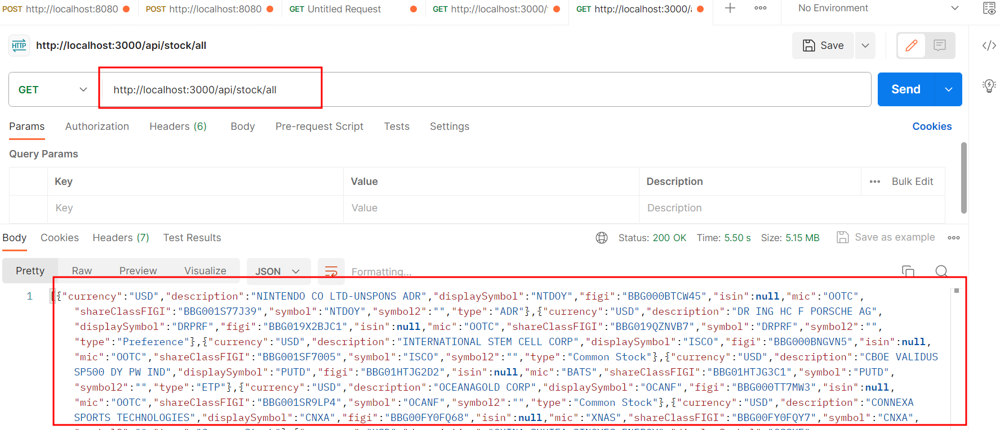 POST http://localhost:8080 POST http://localhost:8080 GET Untitled Request GET http://localhost:3000/ GET http://localhost:3000/ No Environment
HTTP http://localhost:3000/api/stock/all Save
GET http://localhost:3000/api/stock/all Send
Params Authorization Headers (6) Body Pre-request Script Tests Settings Cookies
Query Params
Key Value Description Bulk Edit
Key Value Description
Body Cookies Headers (7) Test Results Status: 200 OK Time: 5.50 s Size: 5.15 MB Save as example
Pretty Raw Preview Visualize JSON Formatting...
1 [{"currency":"USD","description":"NINTENDO CO LTD-UNSPONS ADR","displaySymbol":"NTDOY","figi":"BBG000BTCW45","isin":null,"mic":"OOTC",
"shareClassFIGI":"BBG001S77J39","symbol":"NTDOY","symbol2":"","type":"ADR"},{"currency":"USD","description":"DR ING HC F PORSCHE AG",
"displaySymbol":"DRPRF","figi":"BBG019X2BJC1","isin":null,"mic":"OOTC","shareClassFIGI":"BBG019QZNVB7","symbol":"DRPRF","symbol2":"",
"type":"Preference"},{"currency":"USD","description":"INTERNATIONAL STEM CELL CORP","displaySymbol":"ISCO","figi":"BBG000BNGVN5","isin":null,
"mic":"OOTC","shareClassFIGI":"BBG001SF7005","symbol":"ISCO","symbol2":"","type":"Common Stock"},{"currency":"USD","description":"CBOE VALIDUS
SP500 DY PW IND","displaySymbol":"PUTD","figi":"BBG01HTJG2D2","isin":null,"mic":"BATS","shareClassFIGI":"BBG01HTJG3C1","symbol":"PUTD",
"symbol2":"","type":"ETP"},{"currency":"USD","description":"OCEANAGOLD CORP","displaySymbol":"OCANF","figi":"BBG000TT7MW3","isin":null,
"mic":"OOTC","shareClassFIGI":"BBG001SR9LP4","symbol":"OCANF","symbol2":"","type":"Common Stock"},{"currency":"USD","description":"CONNEXA
SPORTS TECHNOLOGIES","displaySymbol":"CNXA","figi":"BBG00FY0FQ68","isin":null,"mic":"XNAS","shareClassFIGI":"BBG00FY0FQY7","symbol":"CNXA",